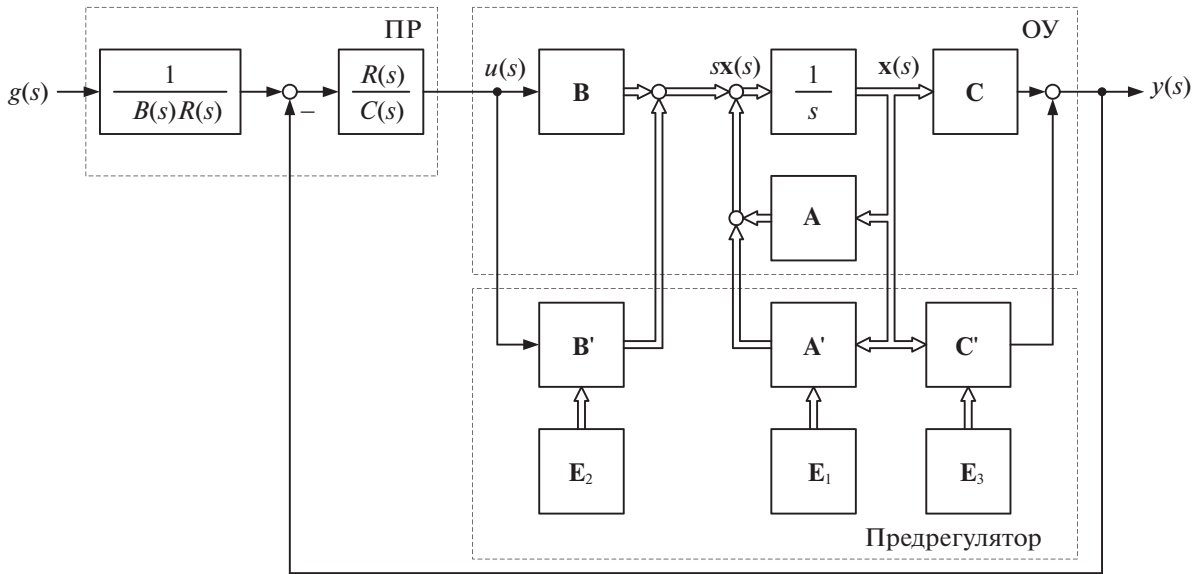 ПР
ОУ
g(s)
1
B(s)R(s)
−
R(s)
C(s)
u(s)
B
sx(s)
1
s
x(s)
C
y(s)
A
B'
A'
C'
E₂
E₁
E₃
Предрегулятор